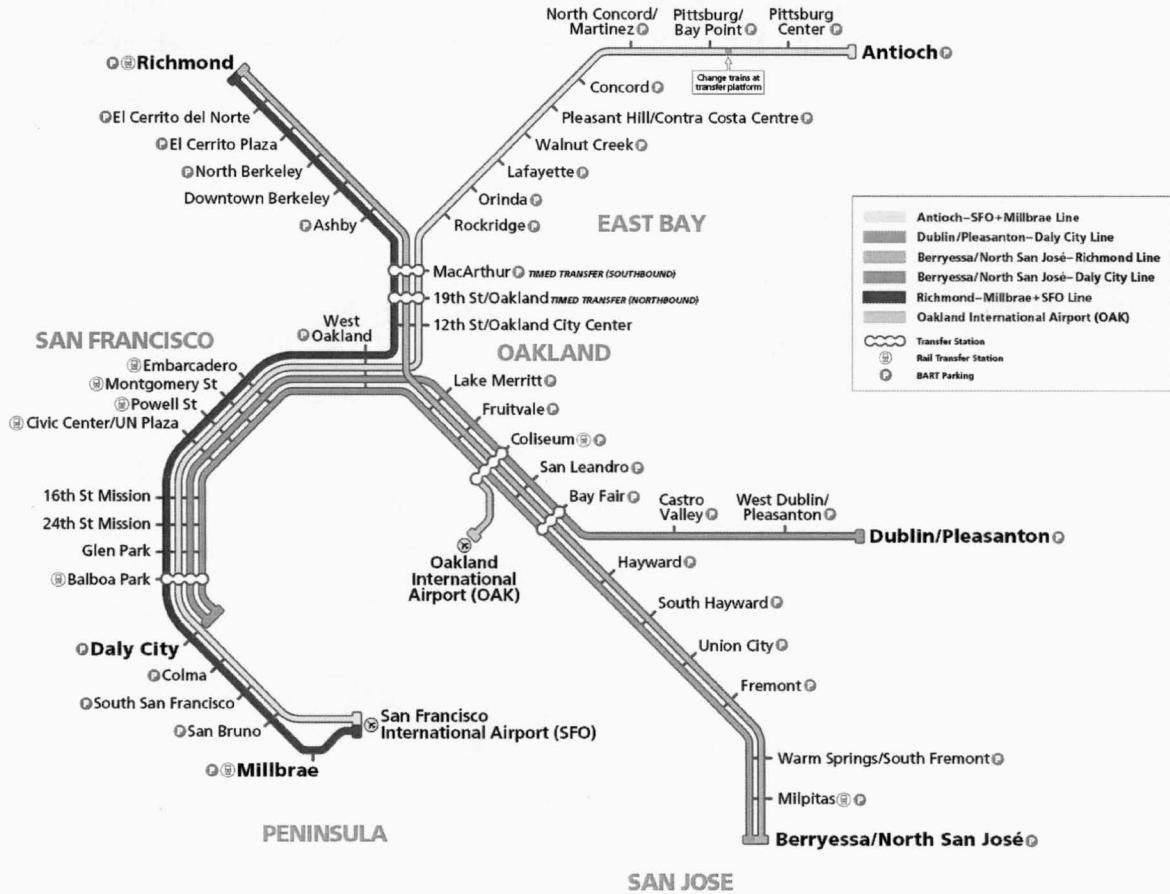 North Concord/
Martinez
Pittsburg/
Bay Point
Pittsburg
Center
Antioch
Change trains at
transfer platform
Richmond
Concord
El Cerrito del Norte
Pleasant Hill/Contra Costa Centre
El Cerrito Plaza
Walnut Creek
North Berkeley
Lafayette
Downtown Berkeley
Orinda
Ashby
Rockridge
EAST BAY
Antioch–SFO+Millbrae Line
Dublin/Pleasanton–Daly City Line
Berryessa/North San José–Richmond Line
Berryessa/North San José–Daly City Line
Richmond–Millbrae+SFO Line
Oakland International Airport (OAK)
Transfer Station
Rail Transfer Station
P BART Parking
MacArthur TIMED TRANSFER (SOUTHBOUND)
19th St/Oakland TIMED TRANSFER (NORTHBOUND)
12th St/Oakland City Center
West
Oakland
SAN FRANCISCO
OAKLAND
Embarcadero
Montgomery St
Powell St
Civic Center/UN Plaza
Lake Merritt
Fruitvale
Coliseum
San Leandro
Bay Fair
Castro
Valley
West Dublin/
Pleasanton
Dublin/Pleasanton
16th St Mission
24th St Mission
Glen Park
Balboa Park
Oakland
International
Airport (OAK)
Hayward
South Hayward
Union City
Fremont
Daly City
Colma
South San Francisco
San Bruno
San Francisco
International Airport (SFO)
Millbrae
Warm Springs/South Fremont
Milpitas
Berryessa/North San José
PENINSULA
SAN JOSE